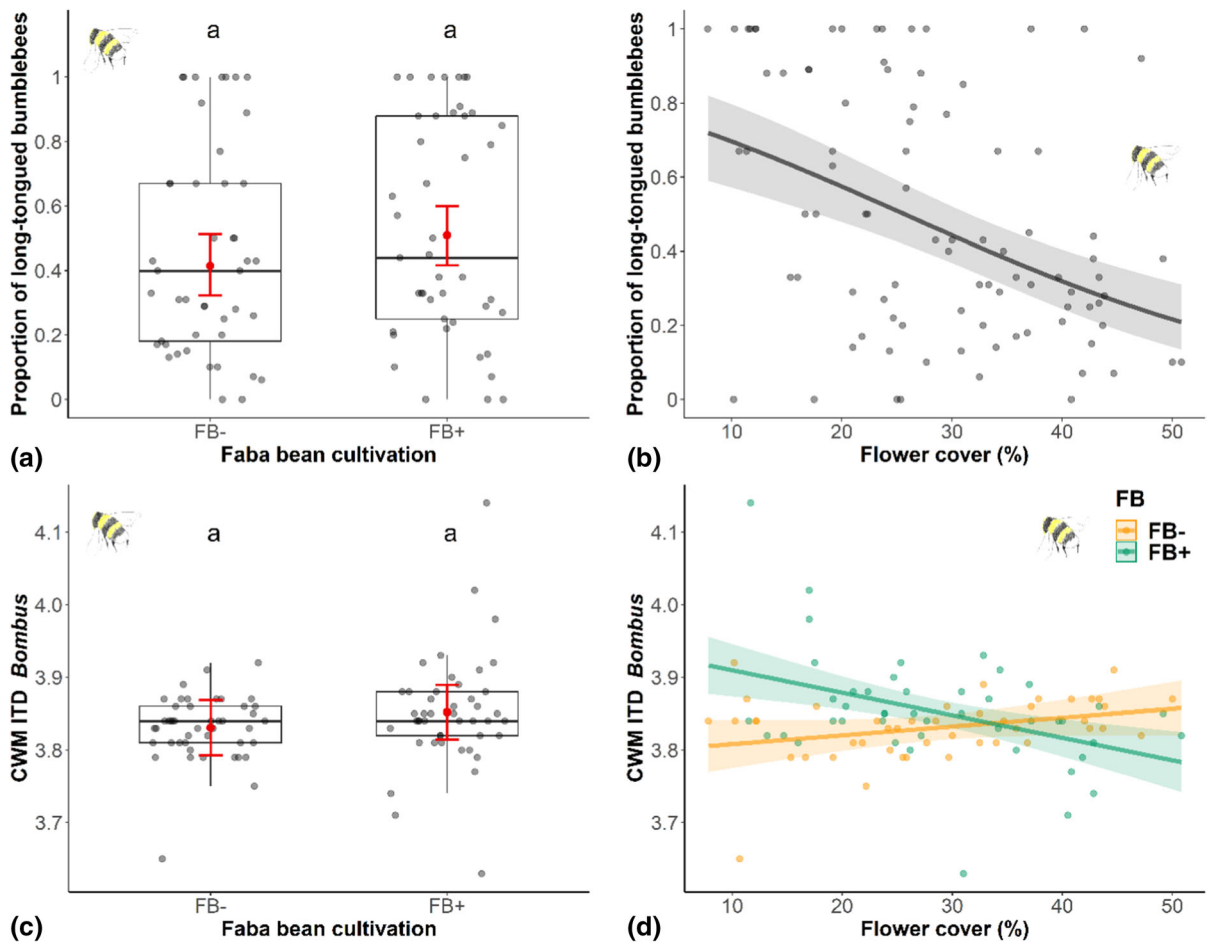 a a
Proportion of long-tongued bumblebees
1
0.8
0.6
0.4
0.2
0
FB- FB+
Faba bean cultivation
(a)
Proportion of long-tongued bumblebees
1
0.8
0.6
0.4
0.2
0
10 20 30 40 50
Flower cover (%)
(b)
a a
CWM ITD Bombus
4.1
4.0
3.9
3.8
3.7
FB- FB+
Faba bean cultivation
(c)
FB
FB-
FB+
CWM ITD Bombus
4.1
4.0
3.9
3.8
3.7
10 20 30 40 50
Flower cover (%)
(d)